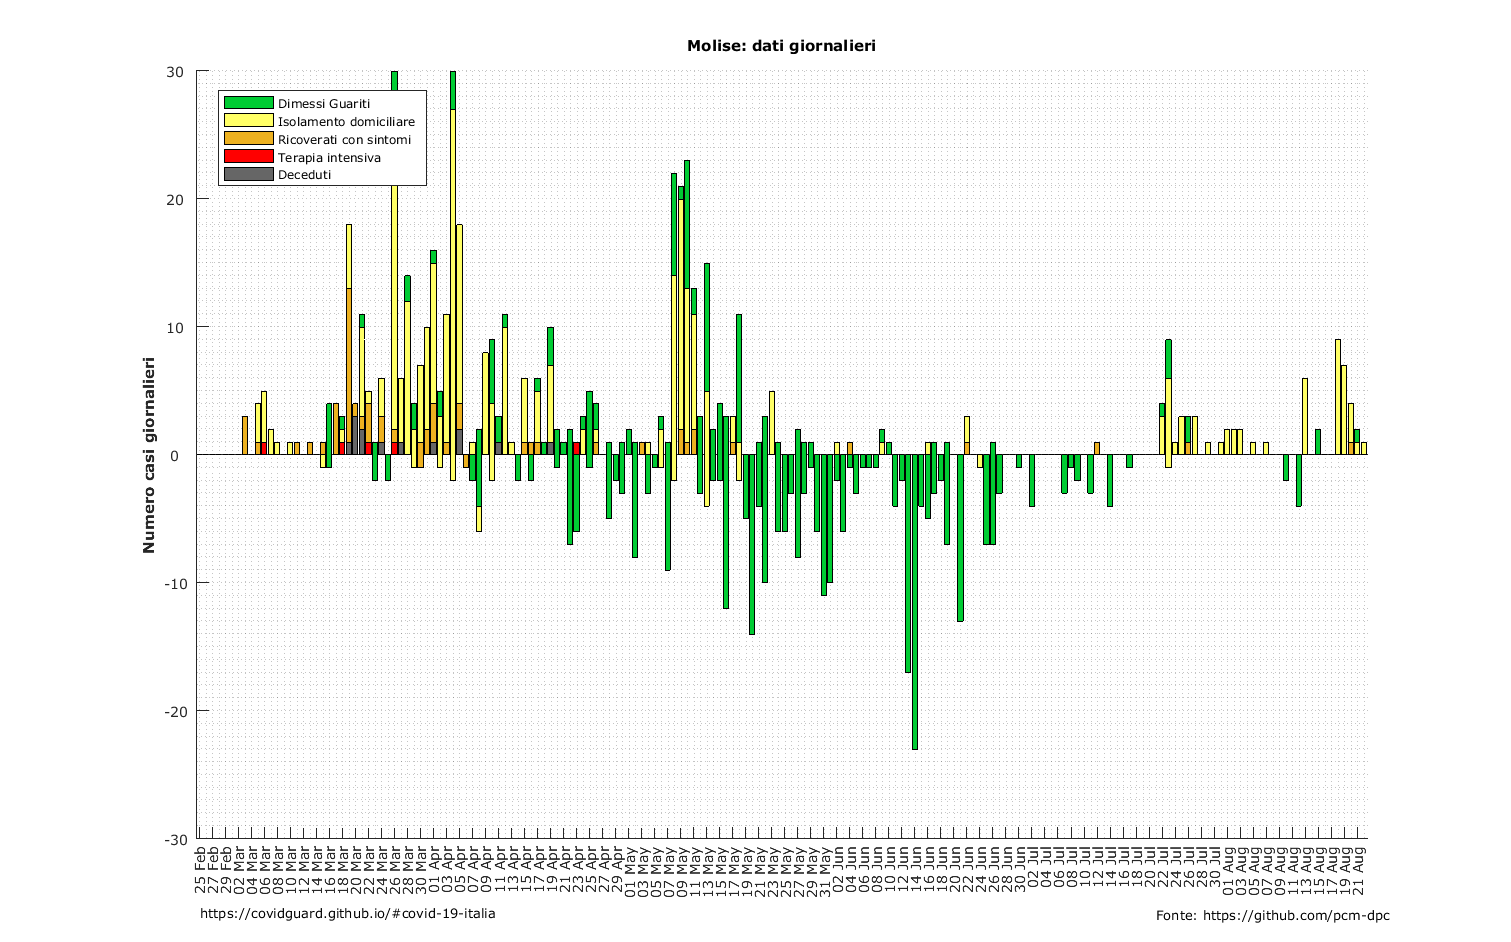 Molise: dati giornalieri
30
20
10
0
-10
-20
-30
Numero casi giornalieri
Dimessi Guariti
Isolamento domiciliare
Ricoverati con sintomi
Terapia intensiva
Deceduti
25 Feb
27 Feb
29 Feb
02 Mar
04 Mar
06 Mar
08 Mar
10 Mar
12 Mar
14 Mar
16 Mar
18 Mar
20 Mar
22 Mar
24 Mar
26 Mar
28 Mar
30 Mar
01 Apr
03 Apr
05 Apr
07 Apr
09 Apr
11 Apr
13 Apr
15 Apr
17 Apr
19 Apr
21 Apr
23 Apr
25 Apr
27 Apr
29 Apr
01 May
03 May
05 May
07 May
09 May
11 May
13 May
15 May
17 May
19 May
21 May
23 May
25 May
27 May
29 May
31 May
02 Jun
04 Jun
06 Jun
08 Jun
10 Jun
12 Jun
14 Jun
16 Jun
18 Jun
20 Jun
22 Jun
24 Jun
26 Jun
28 Jun
30 Jun
02 Jul
04 Jul
06 Jul
08 Jul
10 Jul
12 Jul
14 Jul
16 Jul
18 Jul
20 Jul
22 Jul
24 Jul
26 Jul
28 Jul
30 Jul
01 Aug
03 Aug
05 Aug
07 Aug
09 Aug
11 Aug
13 Aug
15 Aug
17 Aug
19 Aug
21 Aug
https://covidguard.github.io/#covid-19-italia
Fonte: https://github.com/pcm-dpc